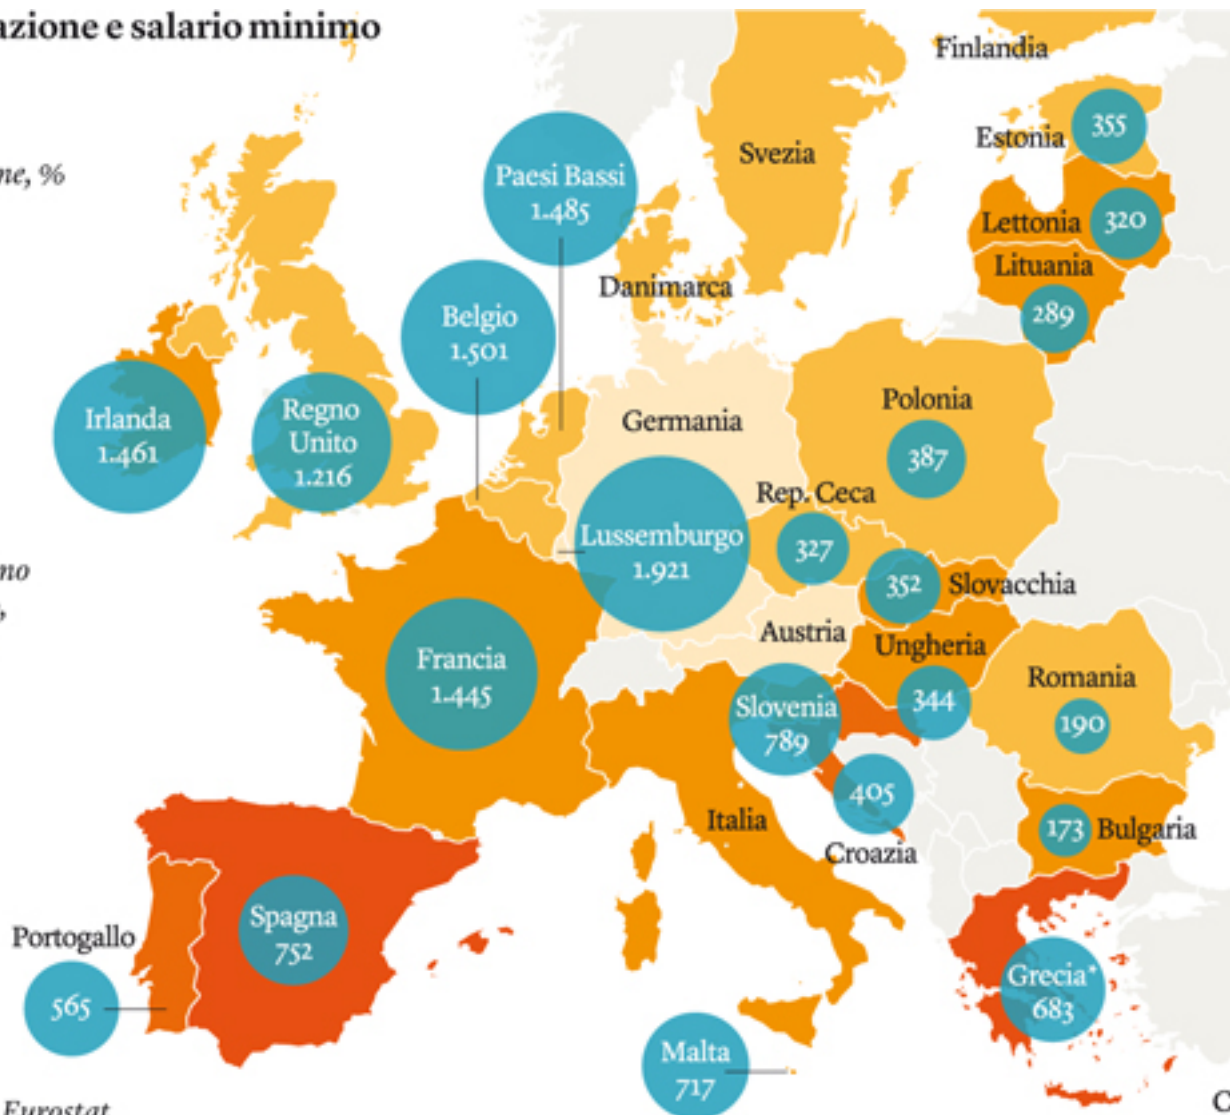 azione e salario minimo
ne, %
Finlandia
Estonia
355
Svezia
Paesi Bassi
1.485
Lettonia
320
Lituania
289
Danimarca
Belgio
1.501
Irlanda
1.461
Regno
Unito
1.216
Germania
Polonia
387
Rep. Ceca
327
Lussemburgo
1.921
no
352
Slovacchia
Austria
Ungheria
344
Francia
1.445
Romania
190
Slovenia
789
405
Croazia
Italia
173
Bulgaria
Portogallo
565
Spagna
752
Grecia*
683
Malta
717
Eurostat